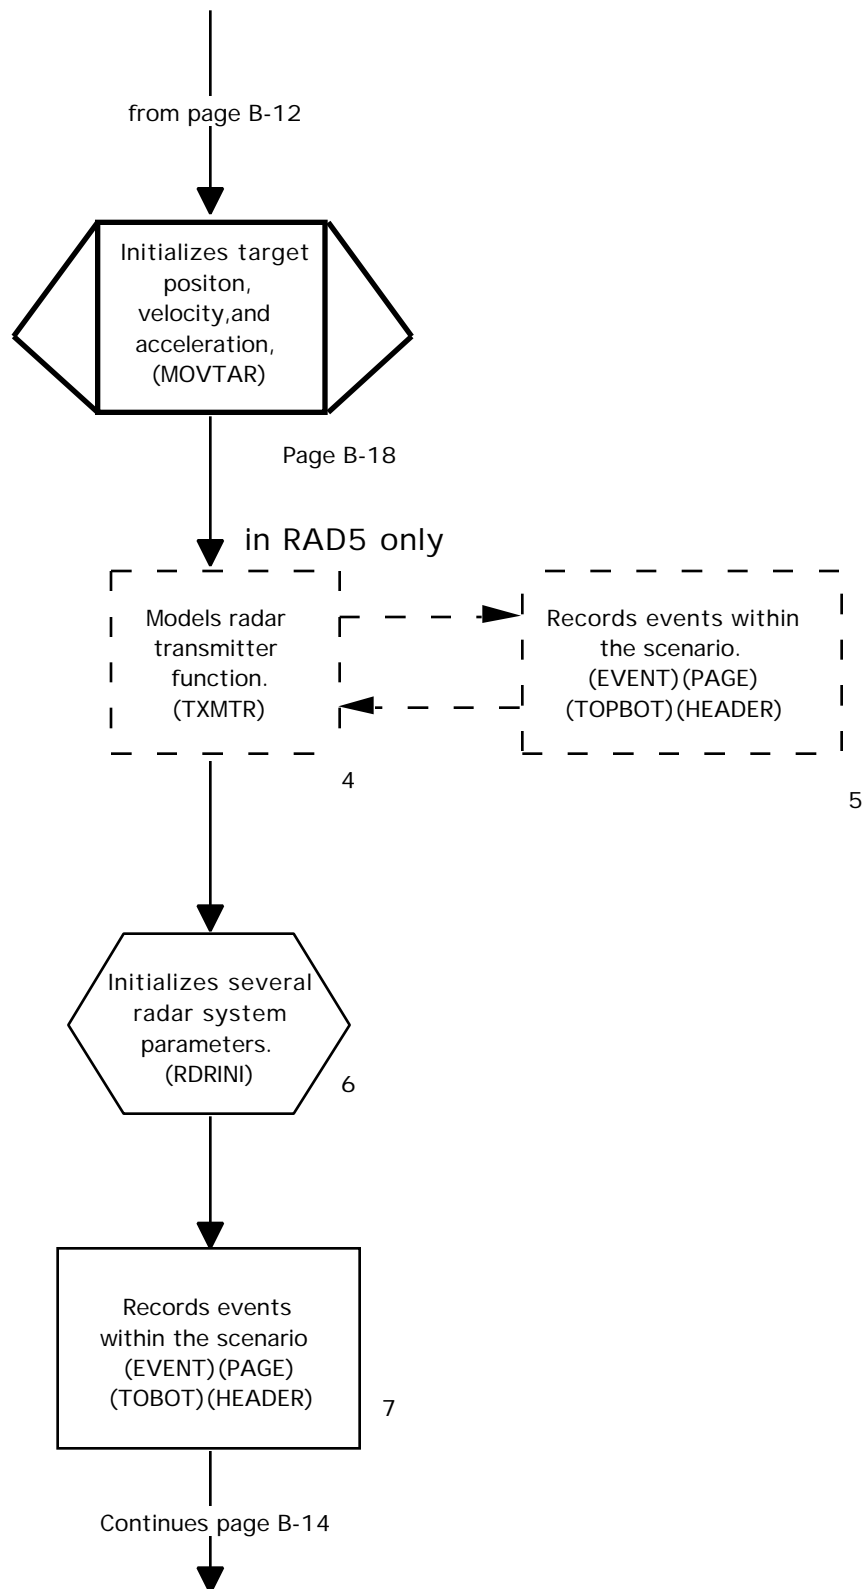 from page B-12
Initializes target
positon,
velocity,and
acceleration,
(MOVTAR)
Page B-18
in RAD5 only
Models radar
transmitter
function.
(TXMTR)
4
Records events within
the scenario.
(EVENT)(PAGE)
(TOPBOT)(HEADER)
5
Initializes several
radar system
parameters.
(RDRINI)
6
Records events
within the scenario
(EVENT)(PAGE)
(TOBOT)(HEADER)
7
Continues page B-14